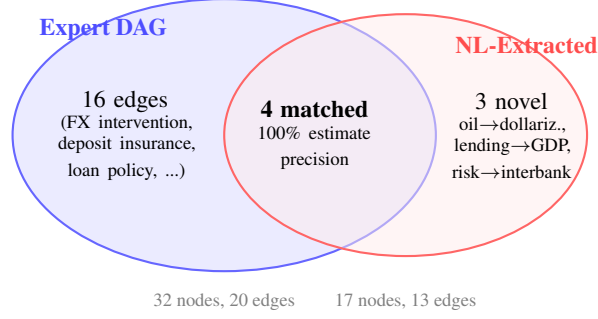 Expert DAG
NL-Extracted
16 edges
(FX intervention,
deposit insurance,
loan policy, ...)
4 matched
100% estimate
precision
3 novel
oil→dollariz.,
lending→GDP,
risk→interbank
32 nodes, 20 edges
17 nodes, 13 edges